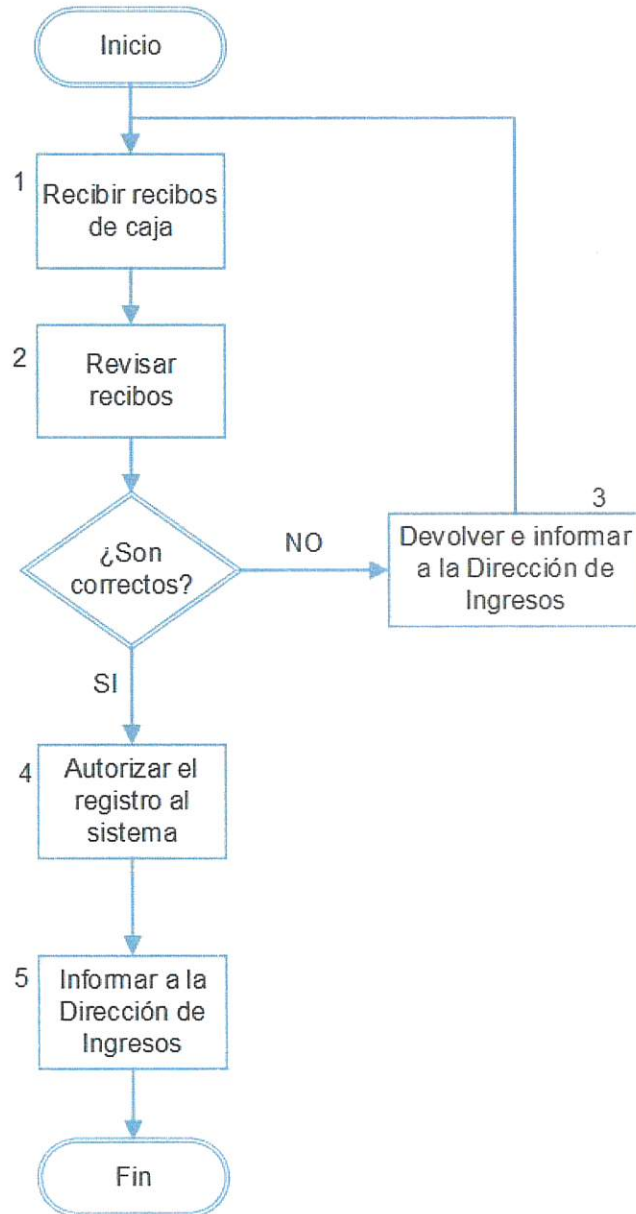 Inicio
1
Recibir recibos
de caja
2
Revisar
recibos
¿Son
correctos?
NO
3
Devolver e informar
a la Dirección de
Ingresos
SI
4
Autorizar el
registro al
sistema
5
Informar a la
Dirección de
Ingresos
Fin